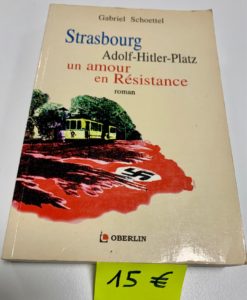 Gabriel Schoettel
Strasbourg
Adolf-Hitler-Platz
un amour
en Résistance
roman
OBERLIN
15 €